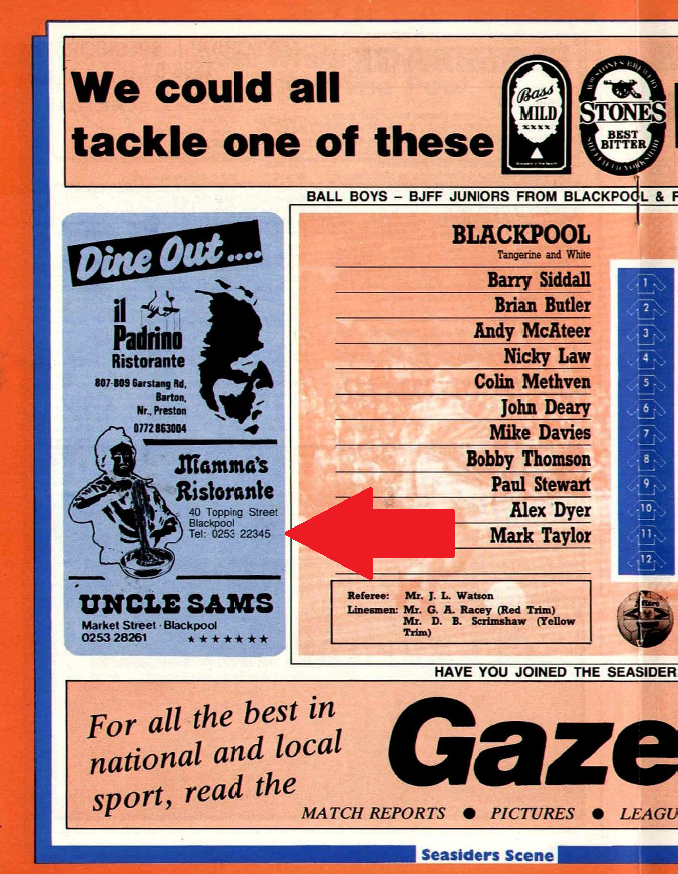 We could all
tackle one of these
Bass
MILD
XXXX
STONES
BEST
BITTER
BALL BOYS – BJFF JUNIORS FROM BLACKPOOL & F
Dine Out....
il
Padrino
Ristorante
807-809 Garstang Rd,
Barton,
Nr., Preston
0772 863004
Mamma's
Ristorante
40 Topping Street
Blackpool
Tel: 0253 22345
UNCLE SAMS
Market Street · Blackpool
0253 28261
BLACKPOOL
Tangerine and White
Barry Siddall
Brian Butler
Andy McAteer
Nicky Law
Colin Methven
John Deary
Mike Davies
Bobby Thomson
Paul Stewart
Alex Dyer
Mark Taylor
1
2
3
4
5
6
7
8
9
10
11
12
Referee: Mr. J. L. Watson
Linesmen: Mr. G. A. Racey (Red Trim)
Mr. D. B. Scrimshaw (Yellow
Trim)
HAVE YOU JOINED THE SEASIDER
For all the best in
national and local
sport, read the
Gaze
MATCH REPORTS ● PICTURES ● LEAGU
Seasiders Scene